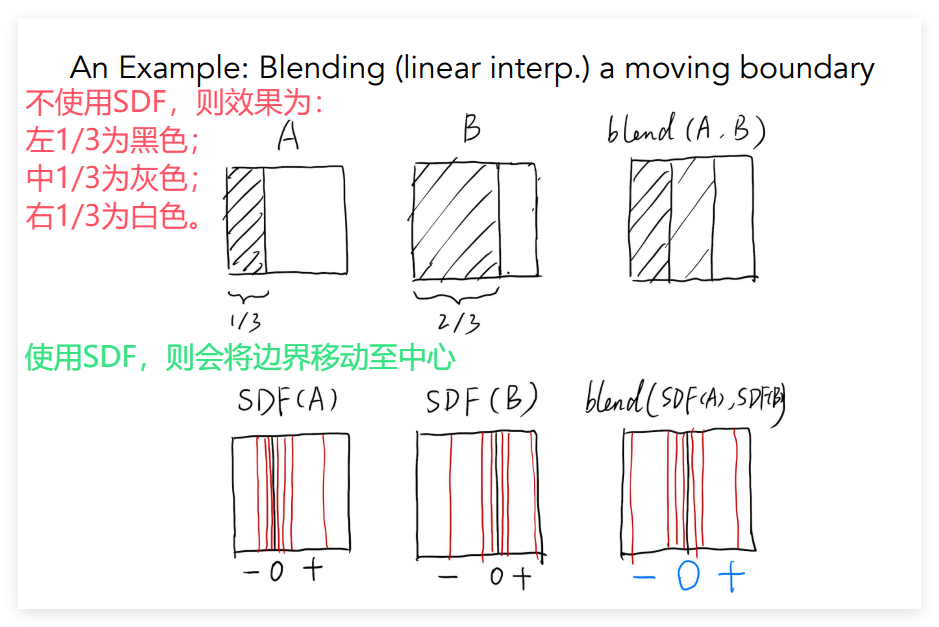 An Example: Blending (linear interp.) a moving boundary
不使用SDF，则效果为：
左1/3为黑色；
中1/3为灰色；
右1/3为白色。
A
B
blend (A, B)
1/3
2/3
使用SDF，则会将边界移动至中心
SDF(A)
SDF (B)
blend(SDF(A), SDF(B))
- 0 +
- 0 +
- 0 +